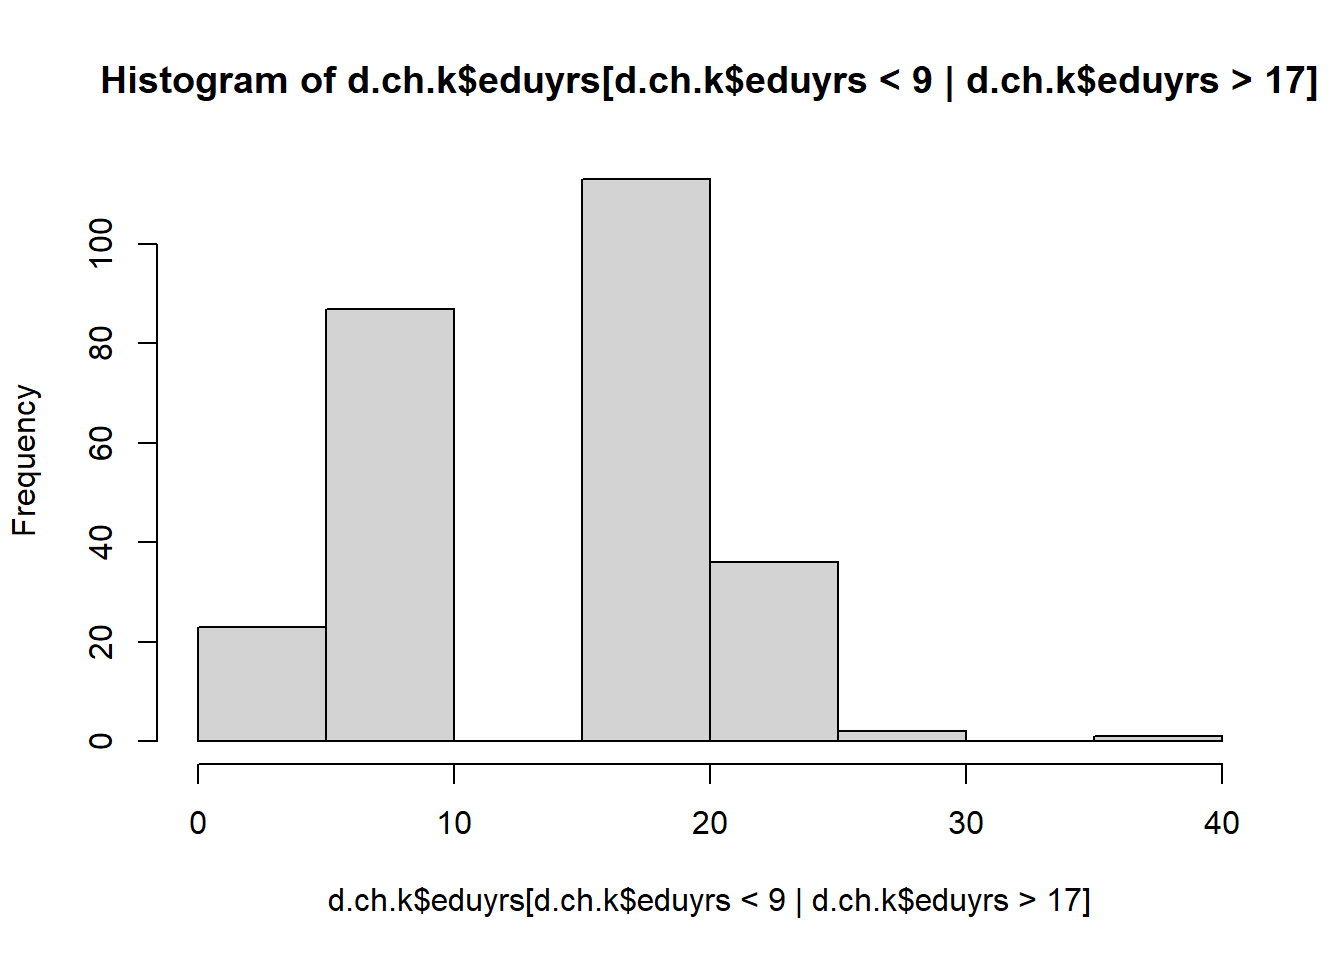 Histogram of d.ch.k$eduyrs[d.ch.k$eduyrs < 9 | d.ch.k$eduyrs > 17]
100
80
60
40
20
0
Frequency
0 10 20 30 40
d.ch.k$eduyrs[d.ch.k$eduyrs < 9 | d.ch.k$eduyrs > 17]